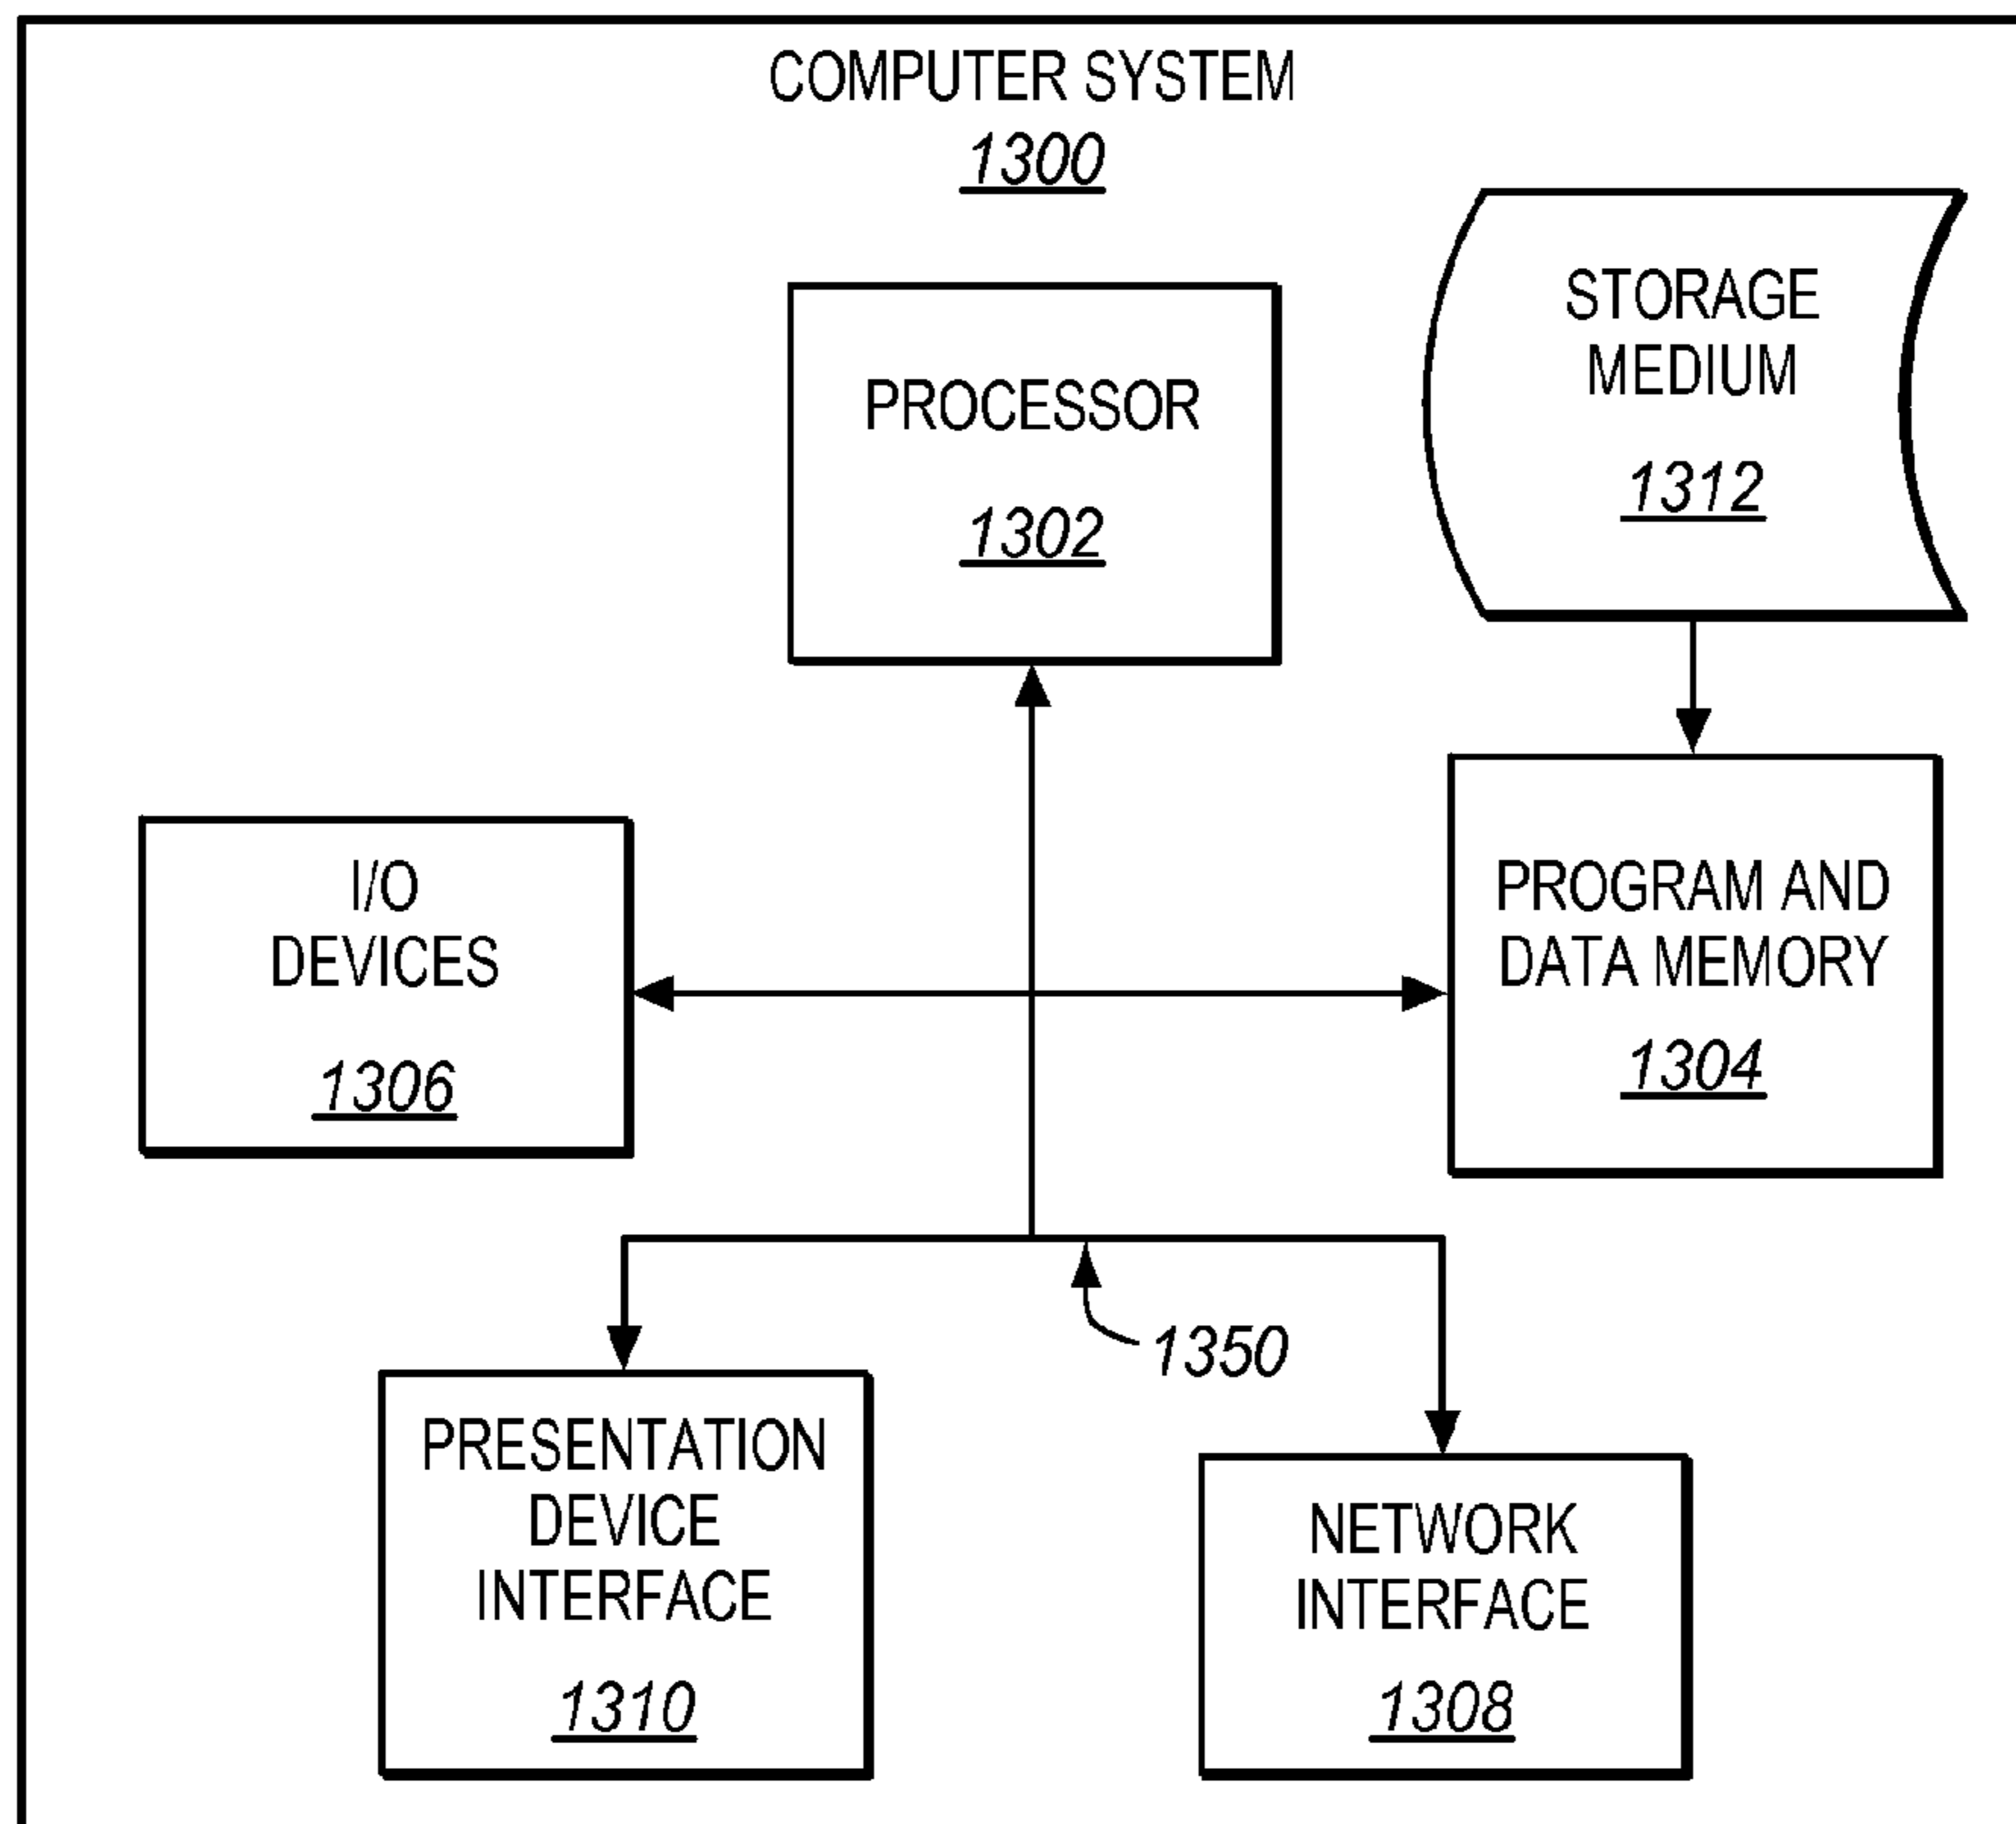 COMPUTER SYSTEM
1300
PROCESSOR
1302
STORAGE
MEDIUM
1312
I/O
DEVICES
1306
PROGRAM AND
DATA MEMORY
1304
1350
PRESENTATION
DEVICE
INTERFACE
1310
NETWORK
INTERFACE
1308